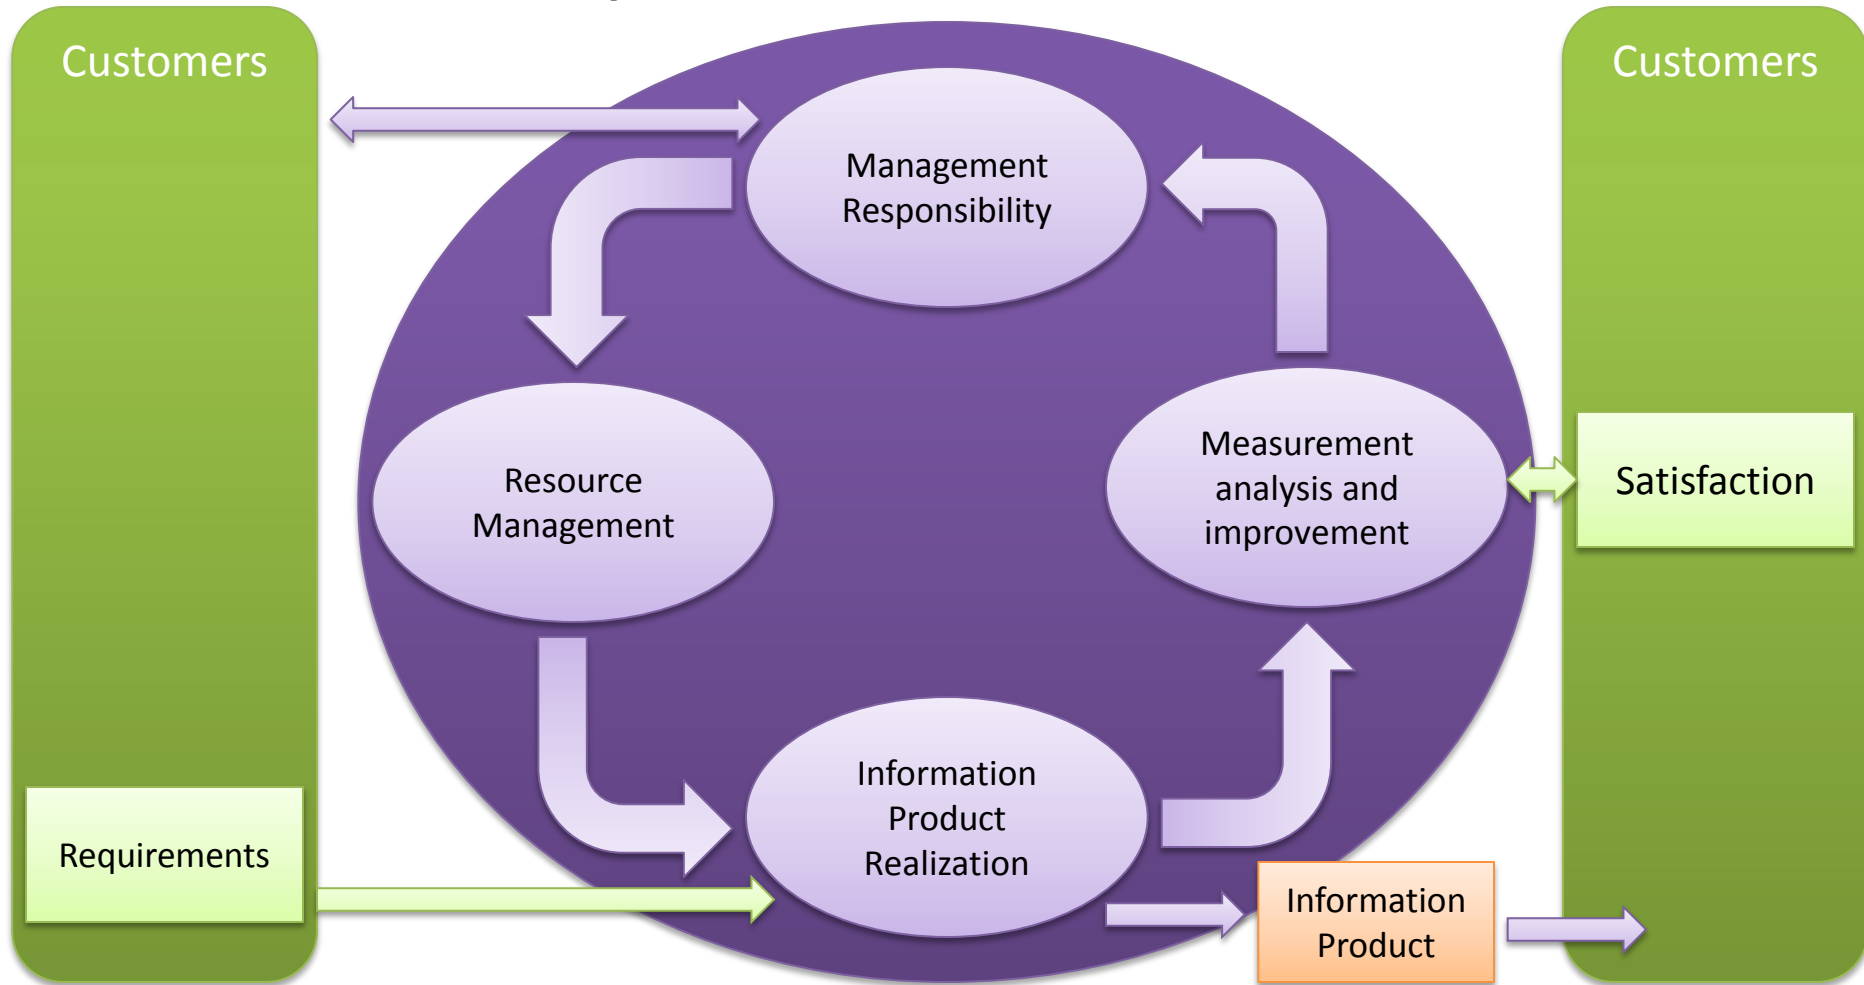 Customers
Customers
Management
Responsibility
Resource
Management
Measurement
analysis and
improvement
Satisfaction
Information
Product
Realization
Requirements
Information
Product